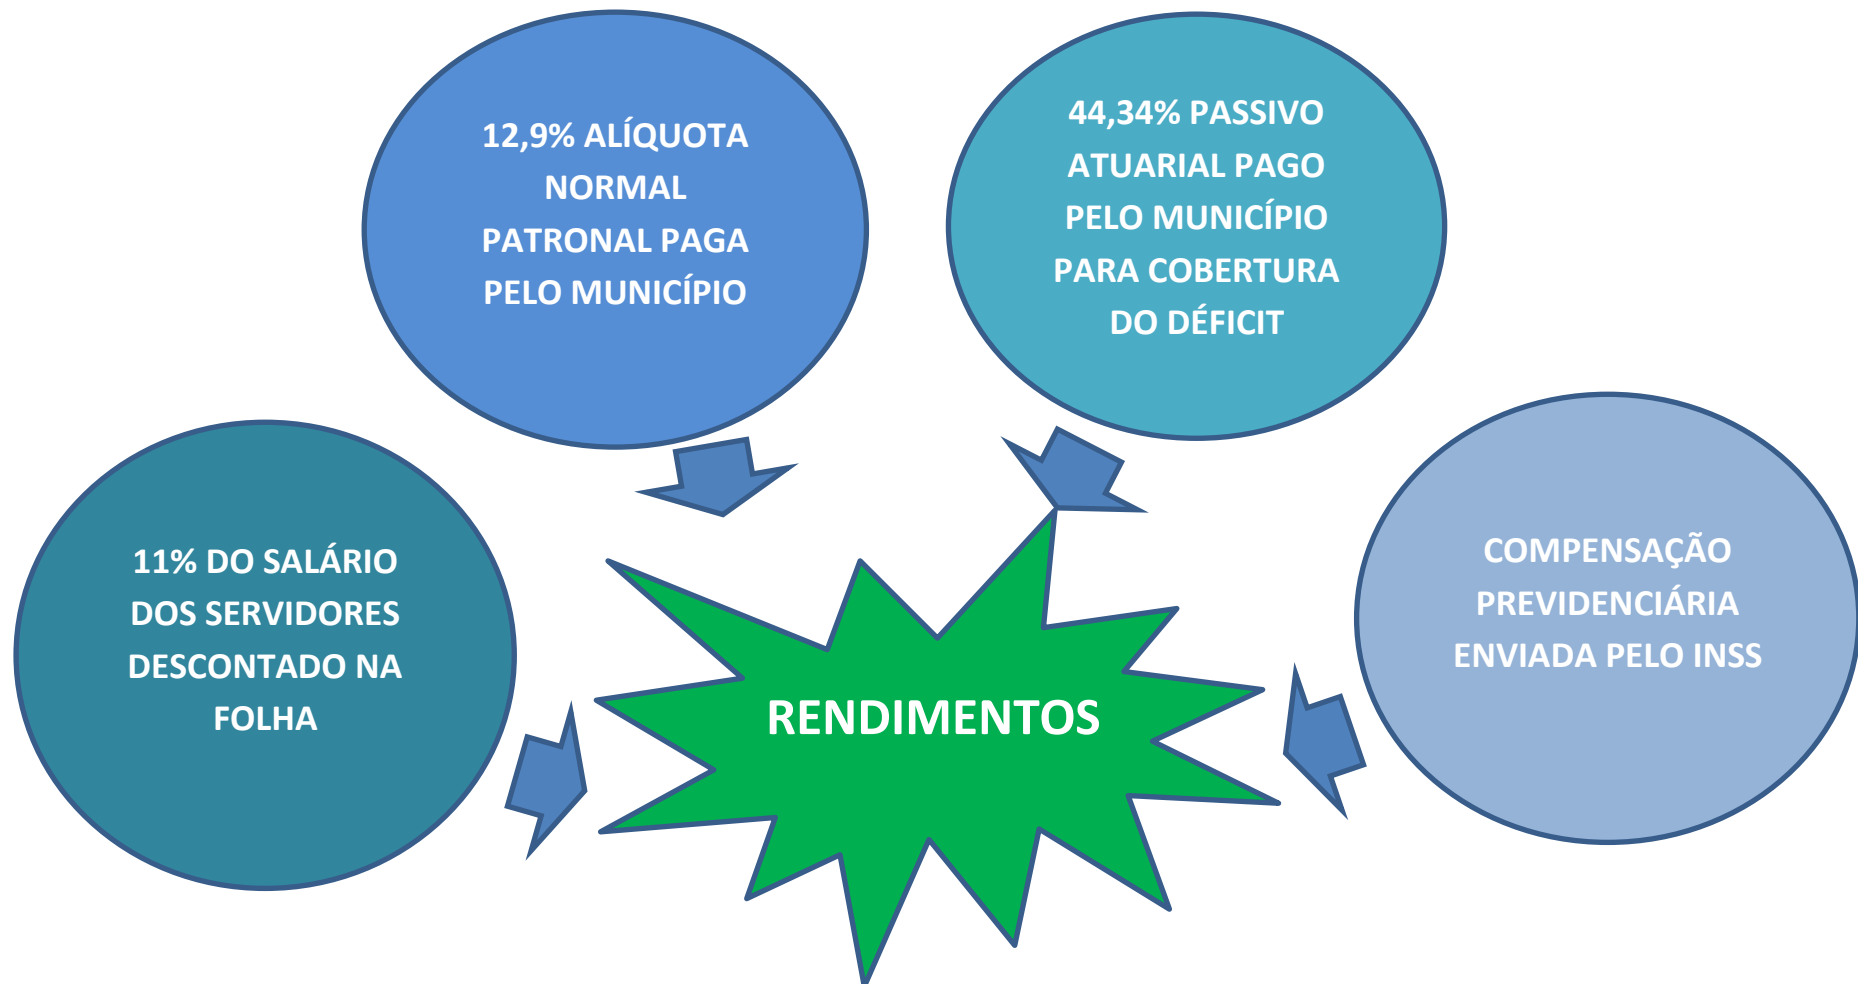 12,9% ALÍQUOTA
NORMAL
PATRONAL PAGA
PELO MUNICÍPIO
44,34% PASSIVO
ATUARIAL PAGO
PELO MUNICÍPIO
PARA COBERTURA
DO DÉFICIT
11% DO SALÁRIO
DOS SERVIDORES
DESCONTADO NA
FOLHA
COMPENSAÇÃO
PREVIDENCIÁRIA
ENVIADA PELO INSS
RENDIMENTOS